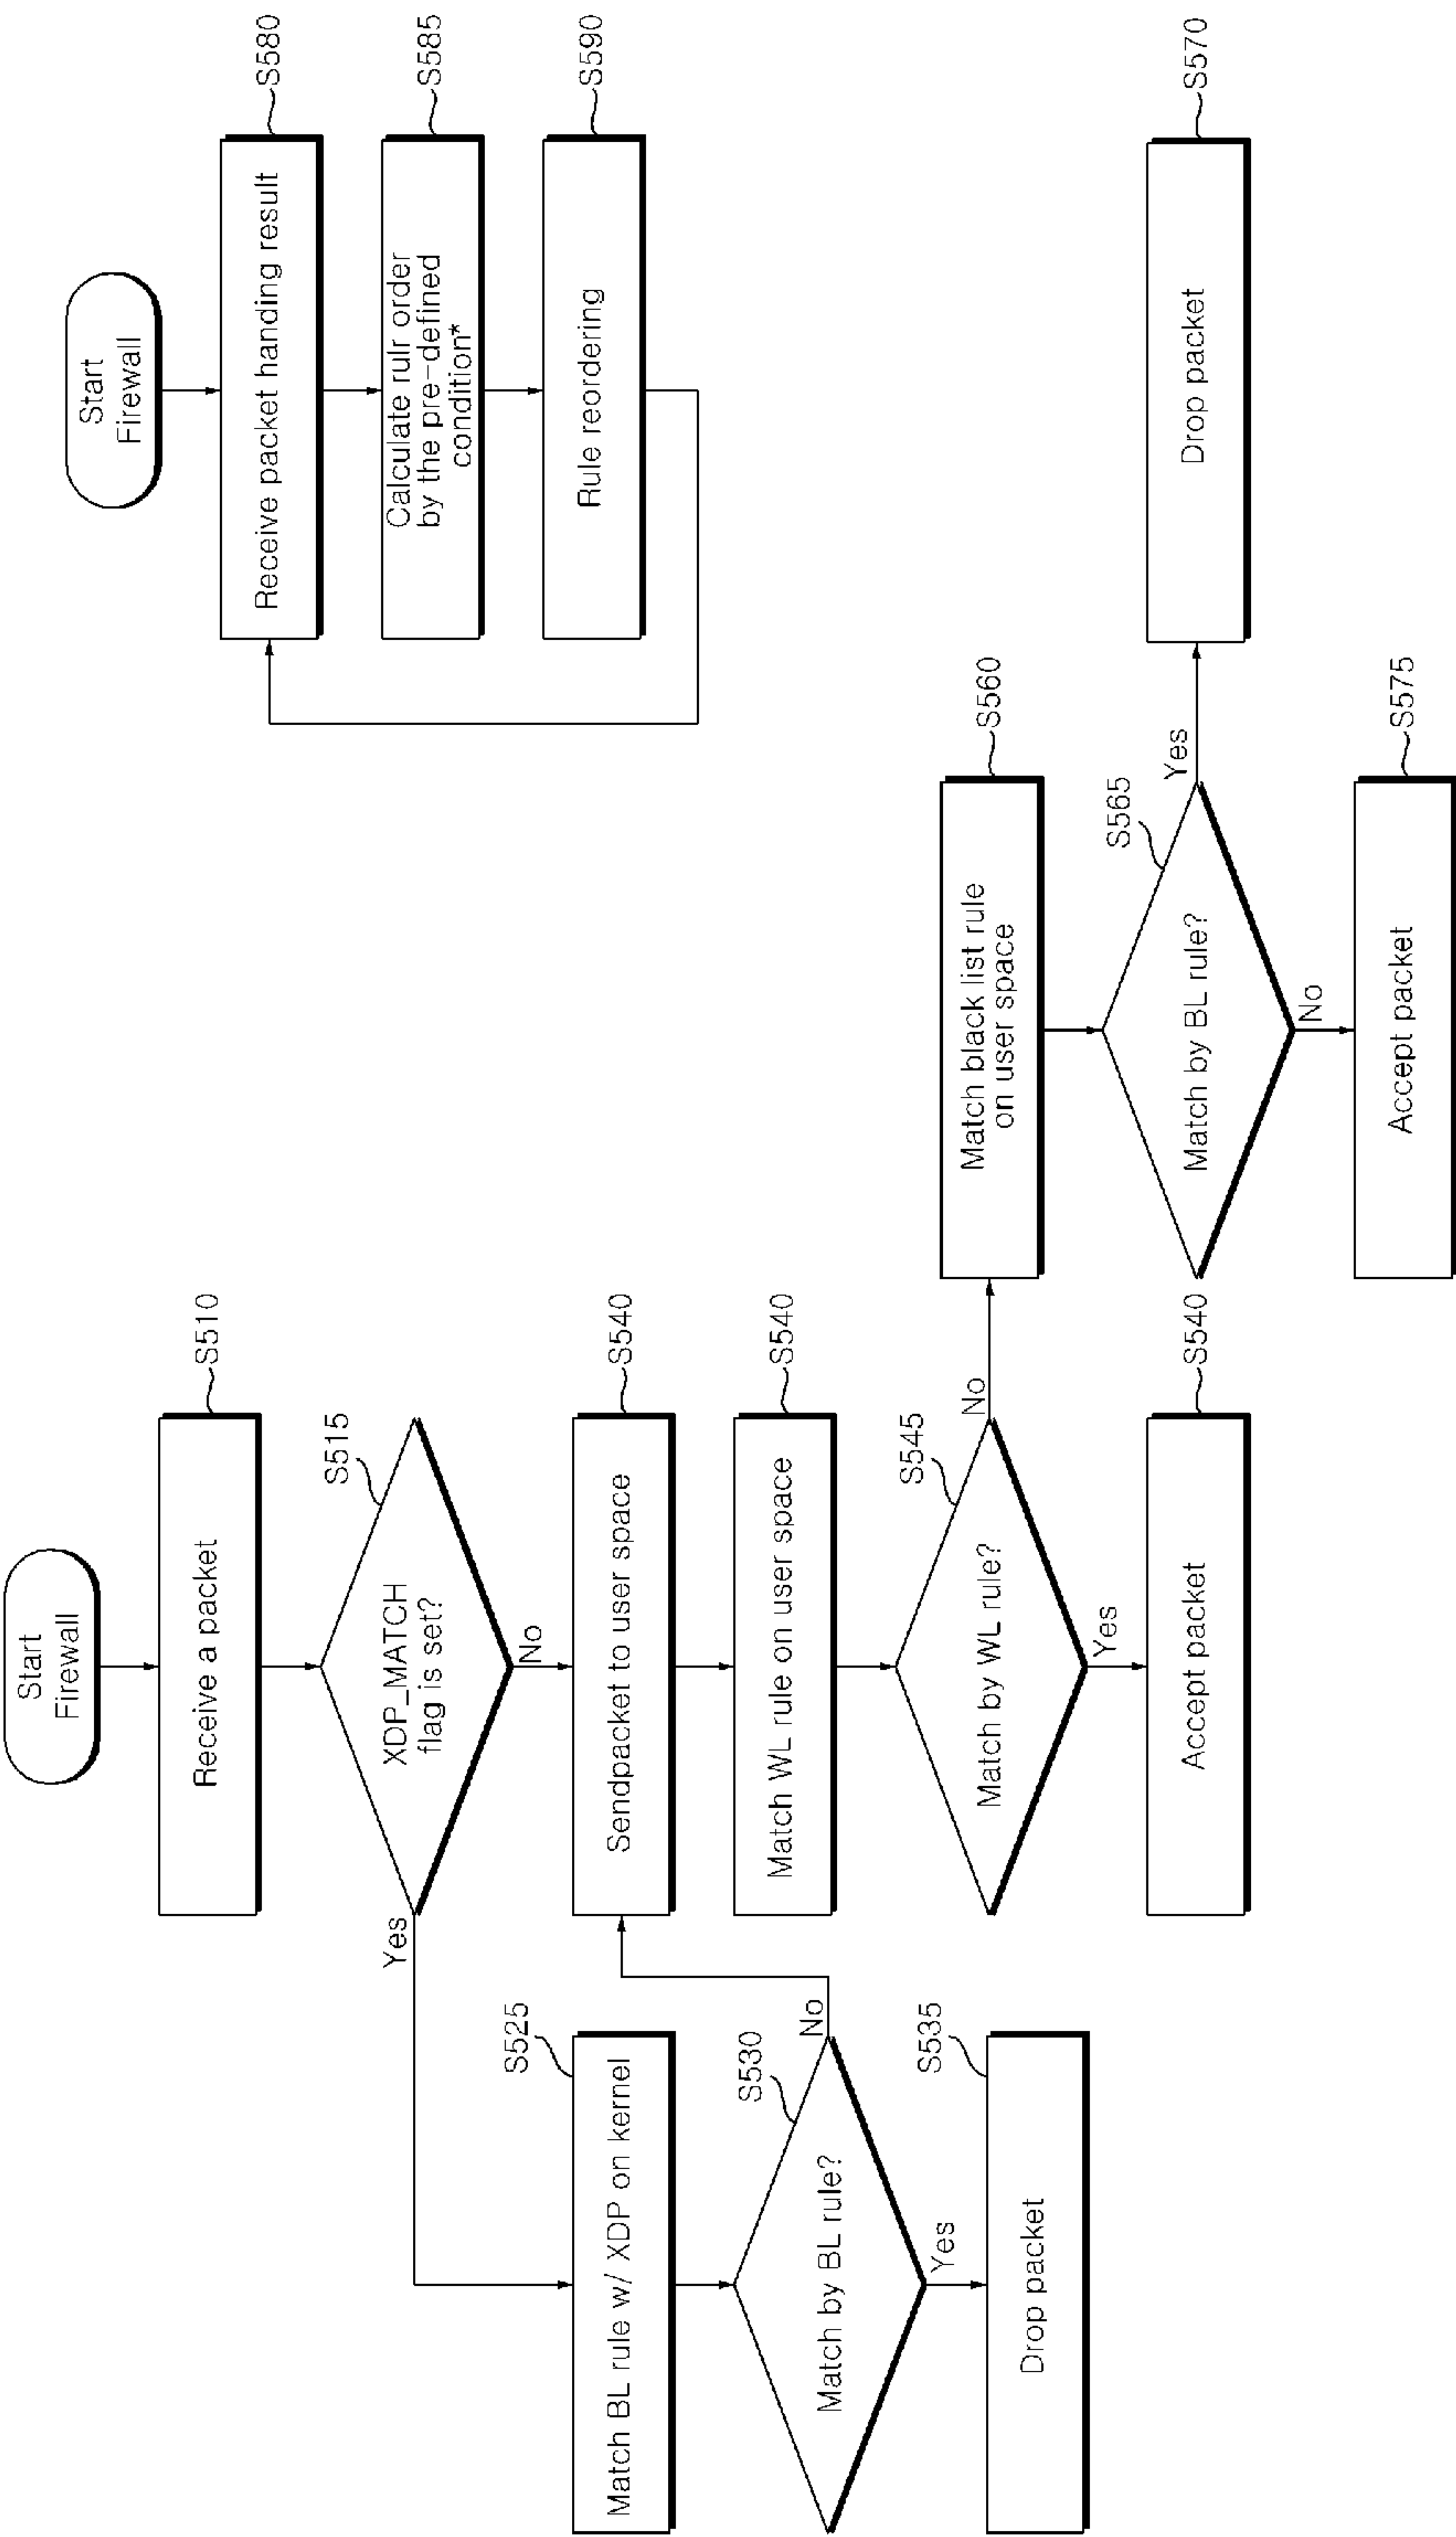 Start
Firewall
Receive a packet
S510
XDP_MATCH
flag is set?
S515
Yes
No
Match BL rule w/ XDP on kernel
S525
Match by BL rule?
S530
No
Yes
Drop packet
S535
Sendpacket to user space
S540
Match WL rule on user space
S540
Match by WL rule?
S545
No
Yes
Accept packet
S540
Match black list rule
on user space
S560
Match by BL rule?
S565
Yes
No
Drop packet
S570
Accept packet
S575
Start
Firewall
Receive packet handing result
S580
Calculate rulr order
by the pre-defined
condition*
S585
Rule reordering
S590